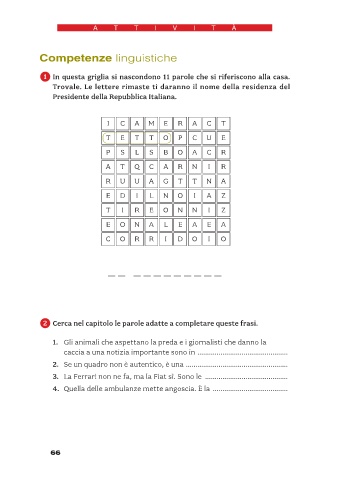 ATTIVITÀ
Competenze linguistiche
1 In questa griglia si nascondono 11 parole che si riferiscono alla casa.
Trovale. Le lettere rimaste ti daranno il nome della residenza del
Presidente della Repubblica Italiana.
I C A M E R A C T
T E T T O P C U E
P S L S B O A C R
A T Q C A R N I R
R U U A G T T N A
E D I L N O I A Z
T I R E O N N I Z
E O N A L E A E A
C O R R I D O I O
__ _________
2 Cerca nel capitolo le parole adatte a completare queste frasi.
1. Gli animali che aspettano la preda e i giornalisti che danno la
caccia a una notizia importante sono in ............................................
2. Se un quadro non è autentico, è una ..................................................
3. La Ferrari non ne fa, ma la Fiat sì. Sono le ........................................
4. Quella delle ambulanze mette angoscia. È la ....................................
66